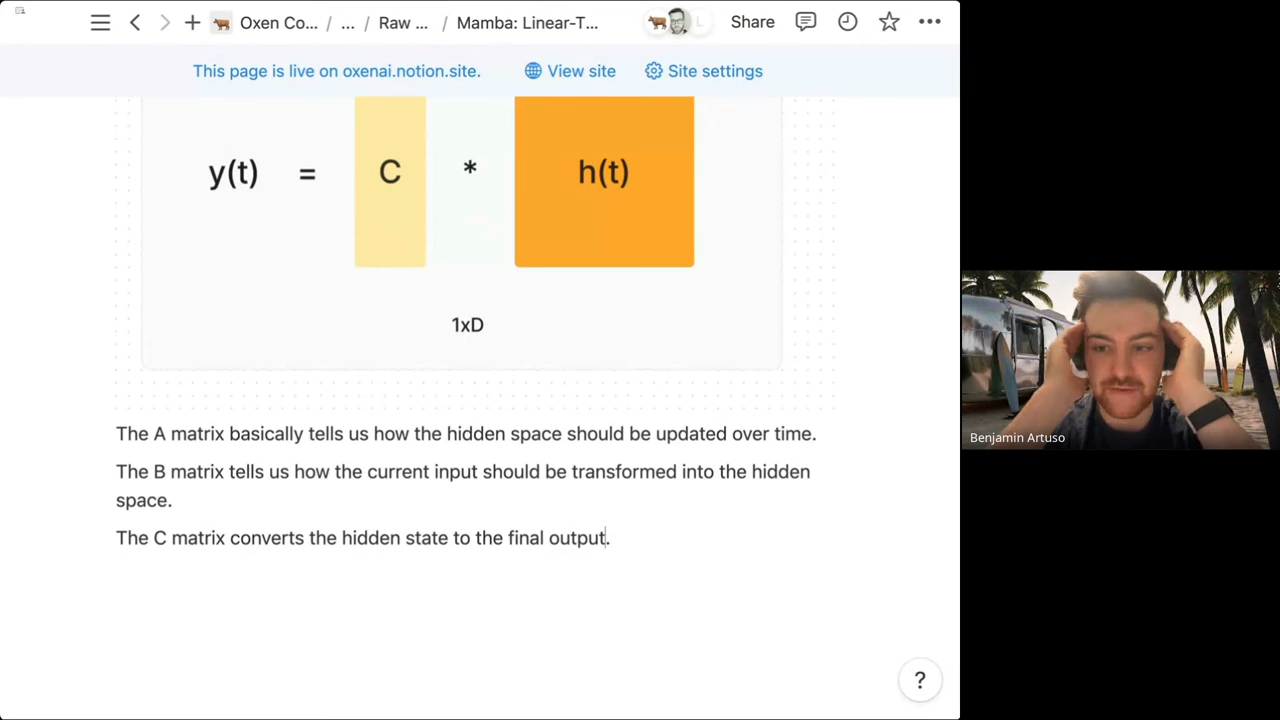 Oxen Co... / ... / Raw ... / Mamba: Linear-T... L Share
This page is live on oxenai.notion.site. View site Site settings
y(t) = C * h(t)
1xD
The A matrix basically tells us how the hidden space should be updated over time.
The B matrix tells us how the current input should be transformed into the hidden
space.
The C matrix converts the hidden state to the final output.
?
Benjamin Artuso